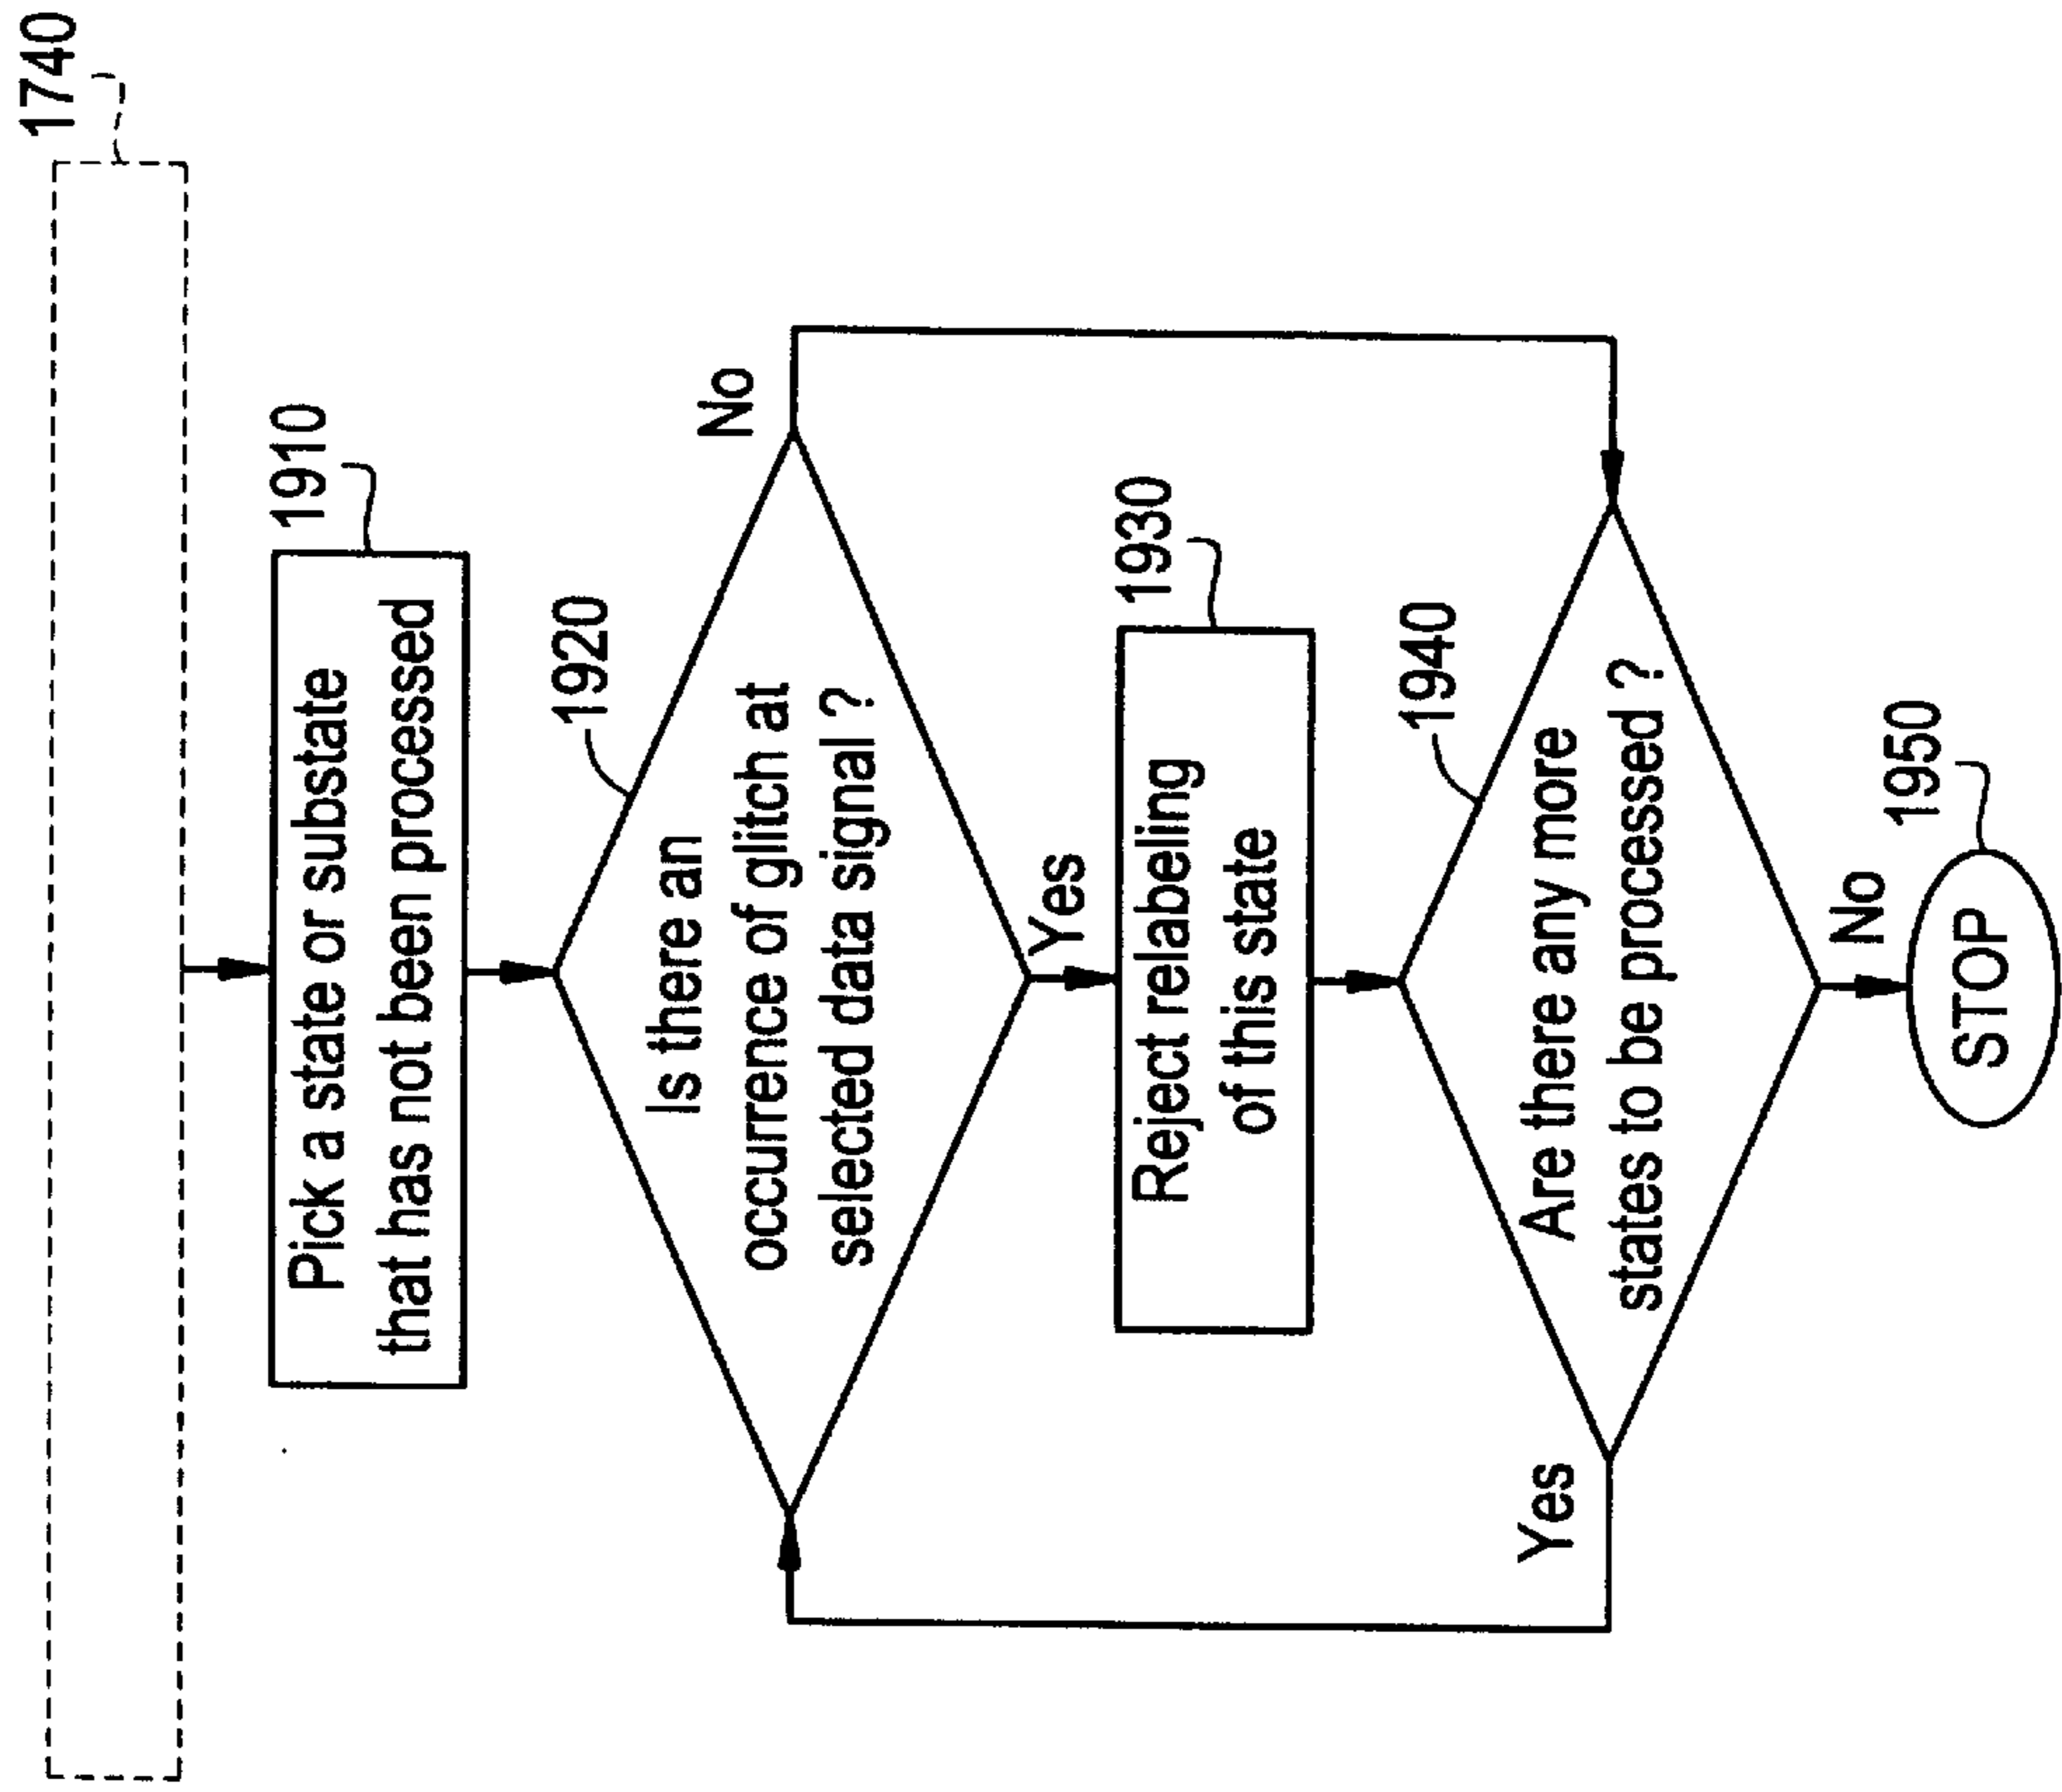 1740
1910
Pick a state or substate
that has not been processed
1920
Is there an
occurrence of glitch at
selected data signal ?
No
Yes
1930
Reject relabeling
of this state
1940
Are there any more
states to be processed ?
Yes
No
1950
STOP